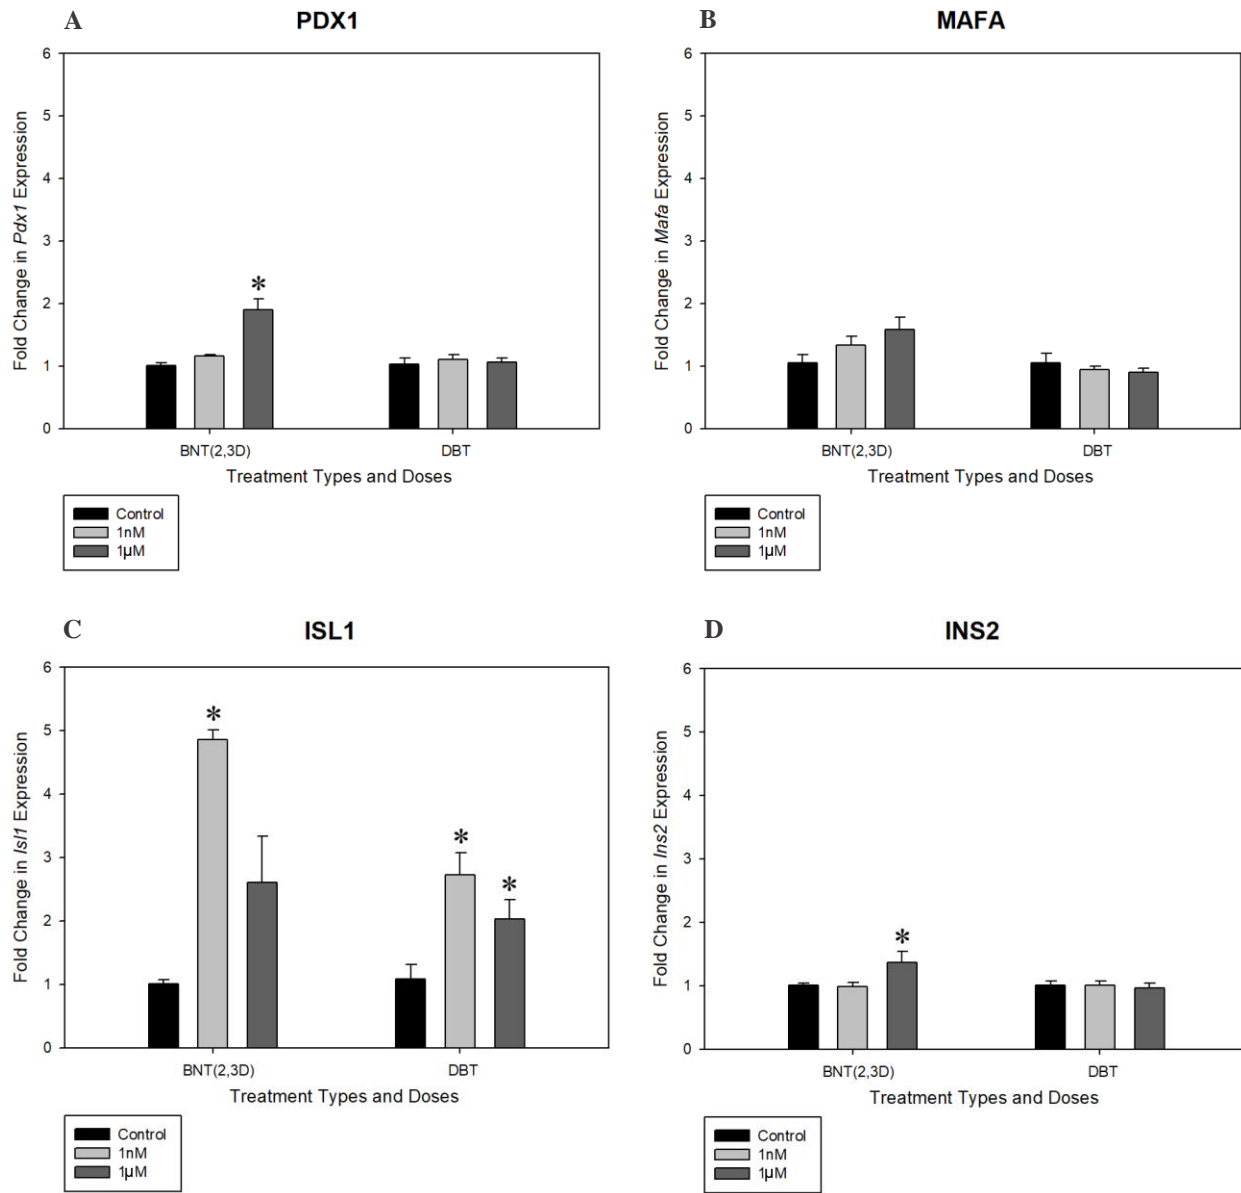 A
PDX1
Fold Change in Pdx1 Expression
6
5
4
3
2
1
0
*
BNT(2,3D)
DBT
Treatment Types and Doses
Control
1nM
1µM
B
MAFA
Fold Change in Mafa Expression
6
5
4
3
2
1
0
BNT(2,3D)
DBT
Treatment Types and Doses
Control
1nM
1µM
C
ISL1
Fold Change in Isl1 Expression
6
5
4
3
2
1
0
*
*
*
BNT(2,3D)
DBT
Treatment Types and Doses
Control
1nM
1µM
D
INS2
Fold Change in Ins2 Expression
6
5
4
3
2
1
0
*
BNT(2,3D)
DBT
Treatment Types and Doses
Control
1nM
1µM